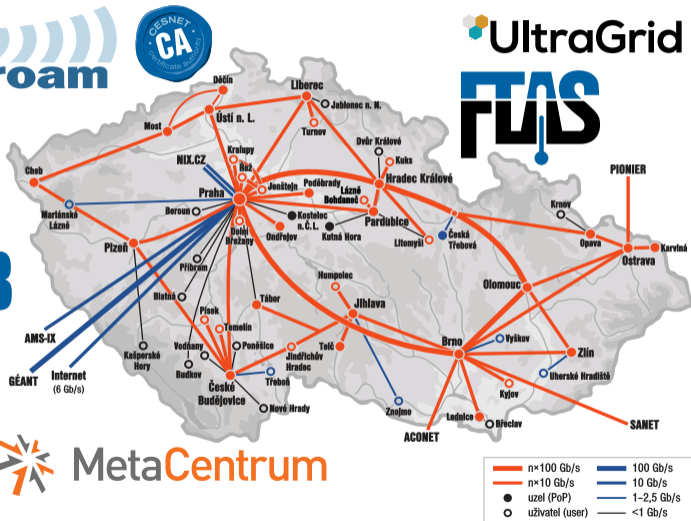 roam
CESNET
CA
certificate authority
UltraGrid
FTAS
Děčín
Liberec
Jablonec n. N.
Ústí n. L.
Most
Turnov
Dvůr Králové
Kralupy
NIX.CZ
Řež
Kuks
Cheb
Jenštejn
Poděbrady
Lázně
Bohdaneč
Hradec Králové
PIONIER
Praha
Mariánské
Lázně
Beroun
Kostelec
n.Č.L.
Pardubice
Krnov
Dolní
Břežany
Ondřejov
Kutná Hora
Litomyšl
Česká
Třebová
Opava
Karviná
Ostrava
Plzeň
Příbram
Humpolec
Olomouc
Blatná
Tábor
Jihlava
Písek
Temelín
AMS-IX
Vodňany
Poněšice
Telč
Brno
Vyškov
Kašperské
Hory
Jindřichův
Hradec
Zlín
GÉANT
Internet
(6 Gb/s)
Budkov
České
Budějovice
Třeboň
Uherské Hradiště
Kyjov
Nové Hrady
Znojmo
Lednice
Břeclav
SANET
ACONET
MetaCentrum
n×100 Gb/s
100 Gb/s
n×10 Gb/s
10 Gb/s
uzel (PoP)
1–2,5 Gb/s
uživatel (user)
<1 Gb/s